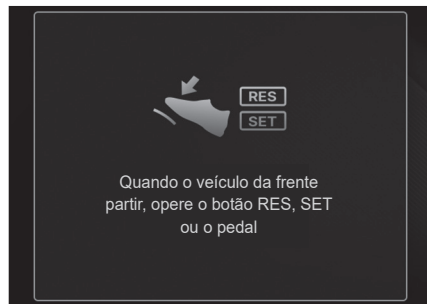 RES
SET
Quando o veículo da frente
partir, opere o botão RES, SET
ou o pedal